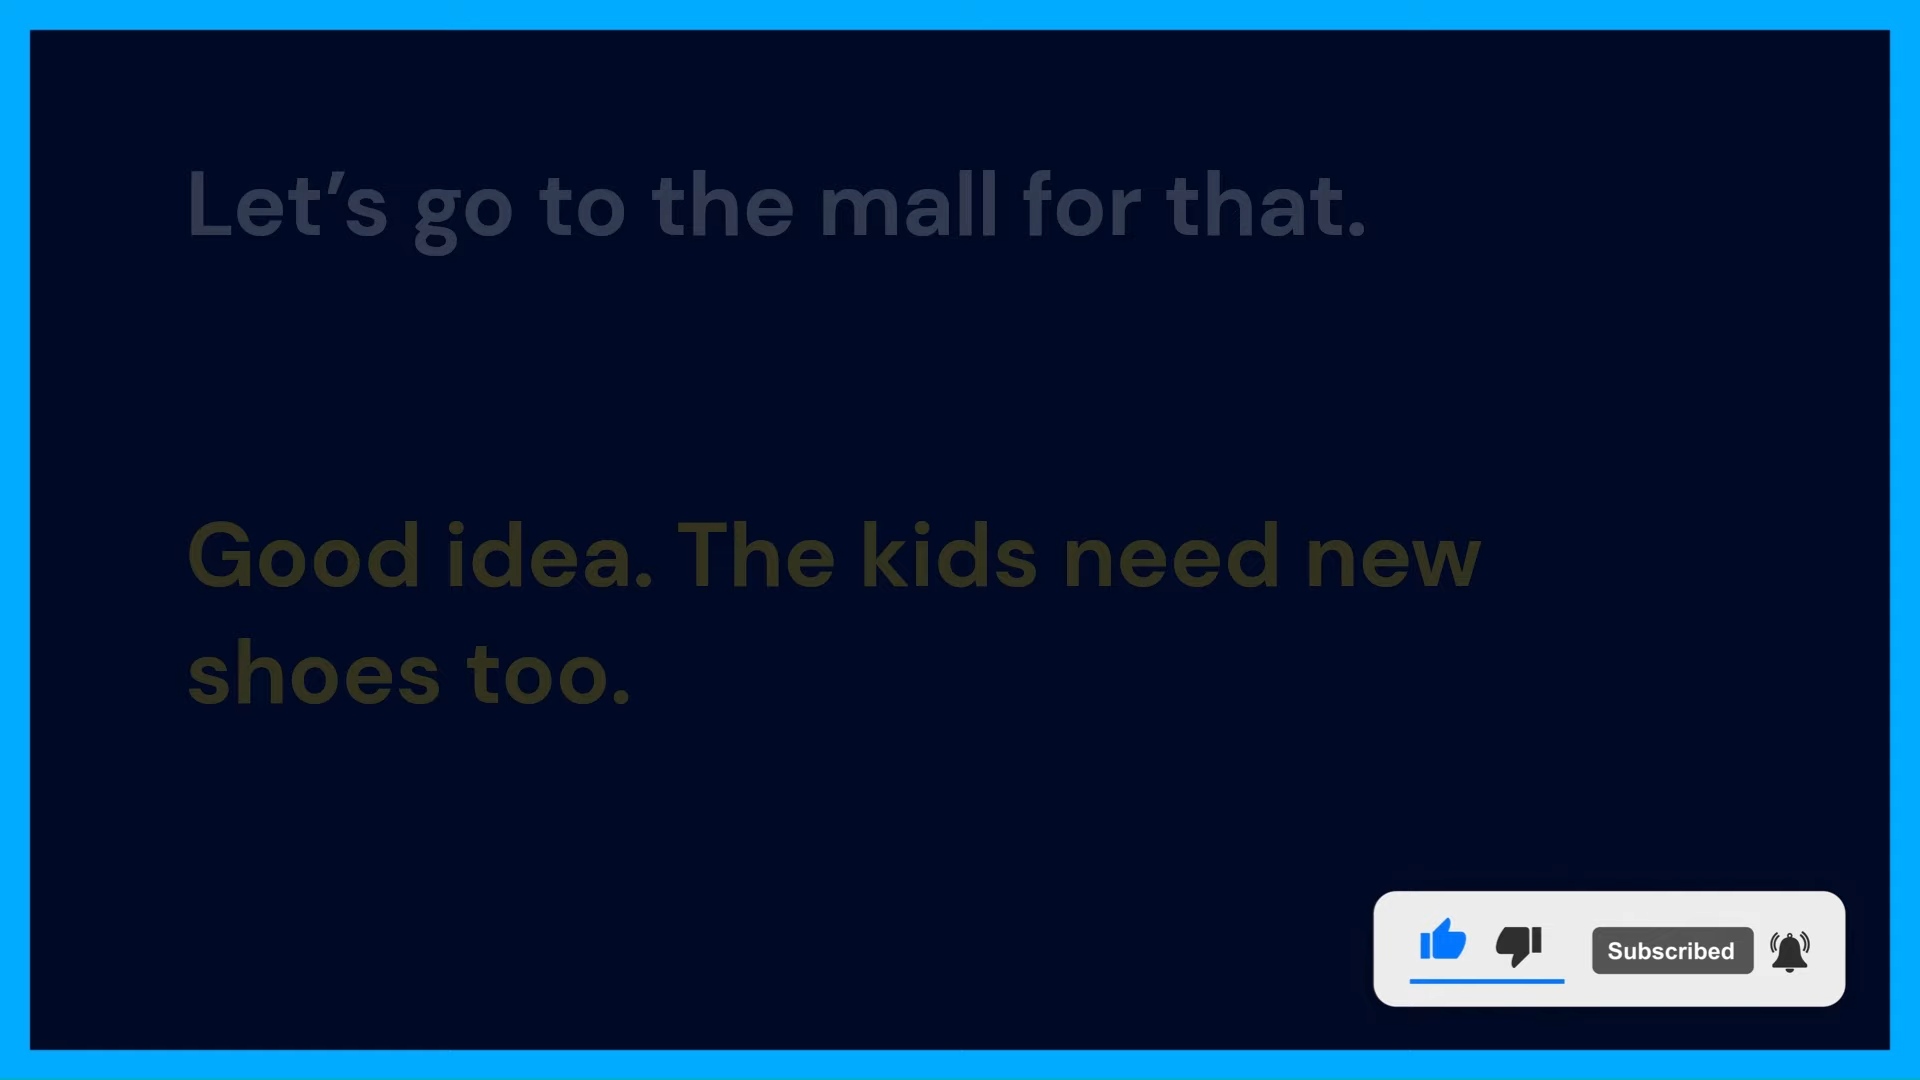 Let’s go to the mall for that.
Good idea. The kids need new
shoes too.
Subscribed